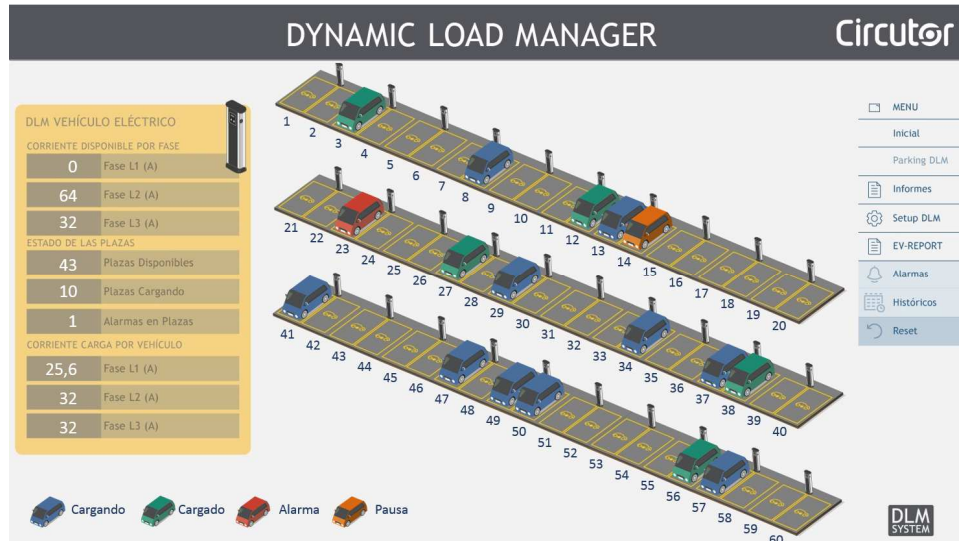 DYNAMIC LOAD MANAGER
Circutor
DLM VEHÍCULO ELÉCTRICO
CORRIENTE DISPONIBLE POR FASE
0 Fase L1 (A)
64 Fase L2 (A)
32 Fase L3 (A)
ESTADO DE LAS PLAZAS
43 Plazas Disponibles
10 Plazas Cargando
1 Alarmas en Plazas
CORRIENTE CARGA POR VEHÍCULO
25,6 Fase L1 (A)
32 Fase L2 (A)
32 Fase L3 (A)
1 2 3 4 5 6 7 8 9 10 11 12 13 14 15 16 17 18 19 20
21 22 23 24 25 26 27 28 29 30 31 32 33 34 35 36 37 38 39 40
41 42 43 44 45 46 47 48 49 50 51 52 53 54 55 56 57 58 59 60
MENU
Inicial
Parking DLM
Informes
Setup DLM
EV-REPORT
Alarmas
Históricos
Reset
Cargando Cargado Alarma Pausa
DLM
SYSTEM